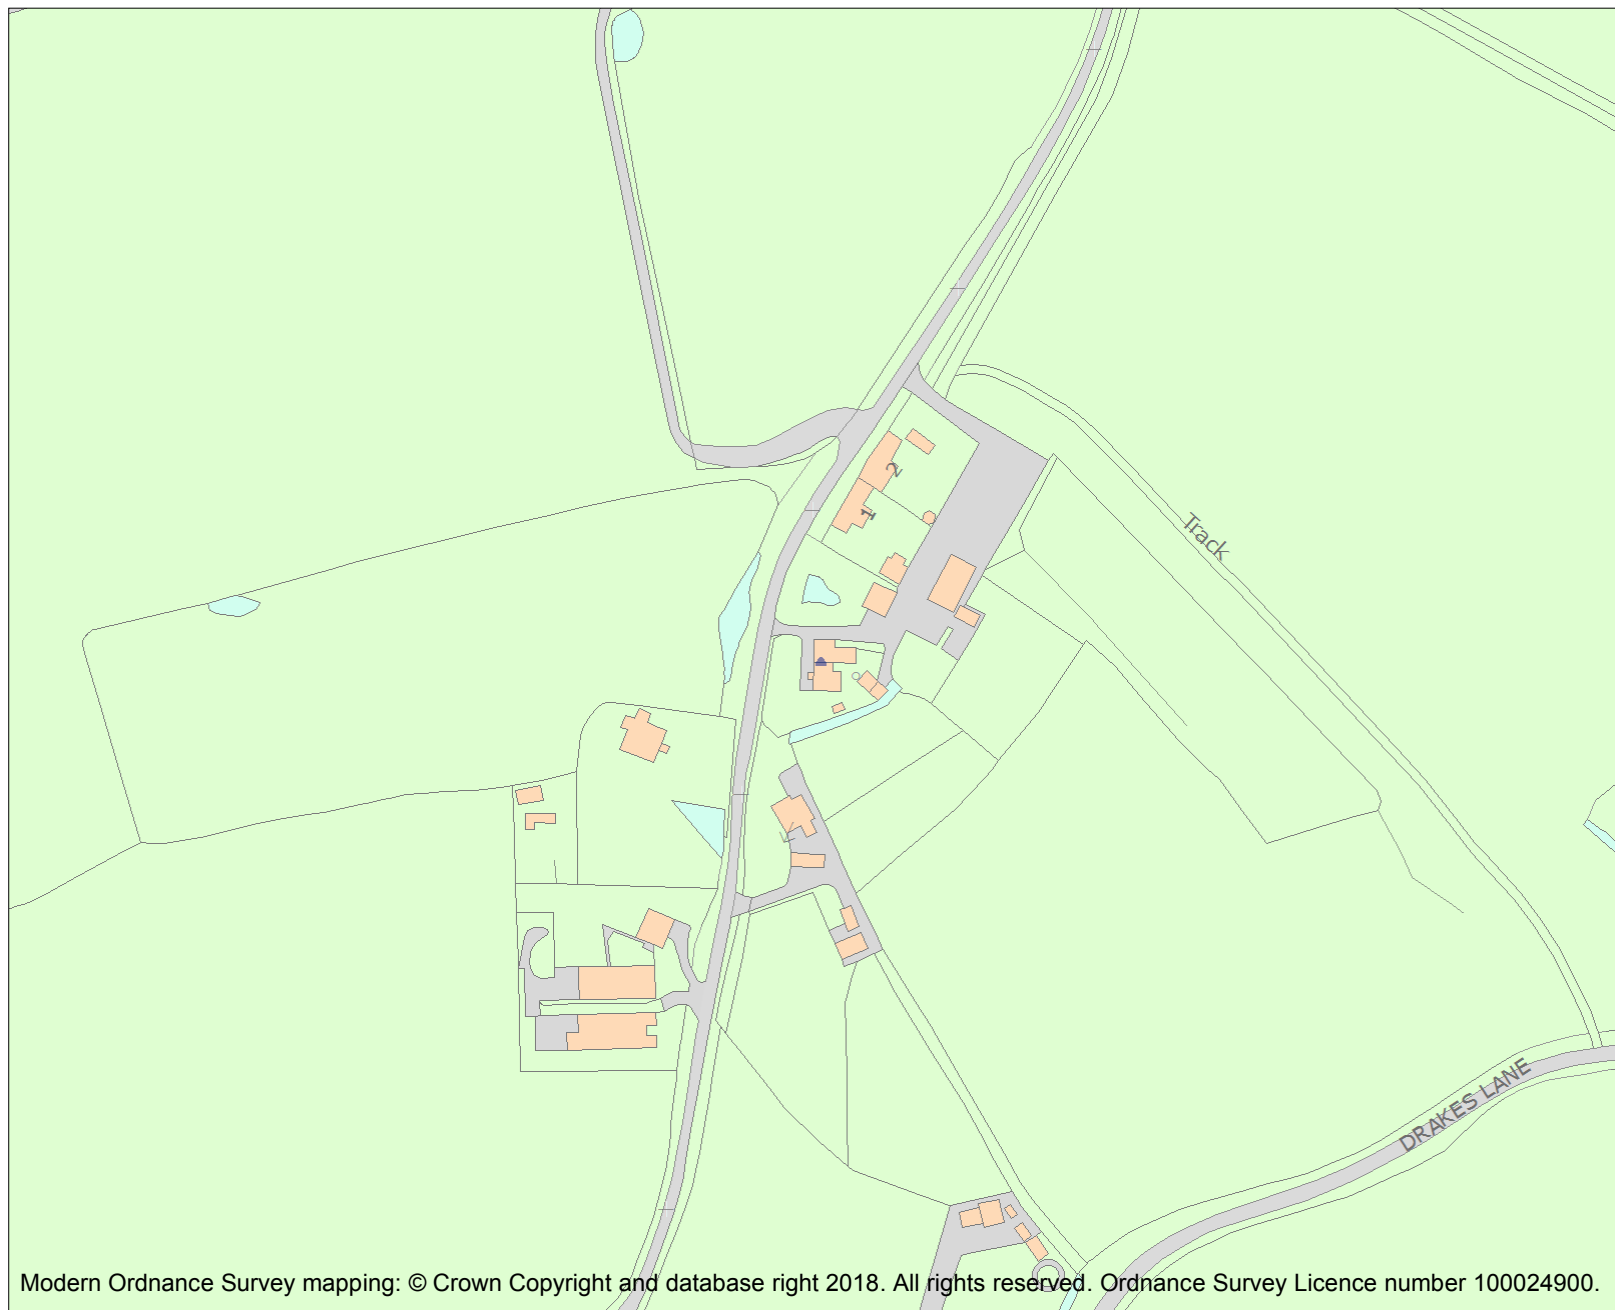 2
1
Track
DRAKES LANE
Modern Ordnance Survey mapping: © Crown Copyright and database right 2018. All rights reserved. Ordnance Survey Licence number 100024900.